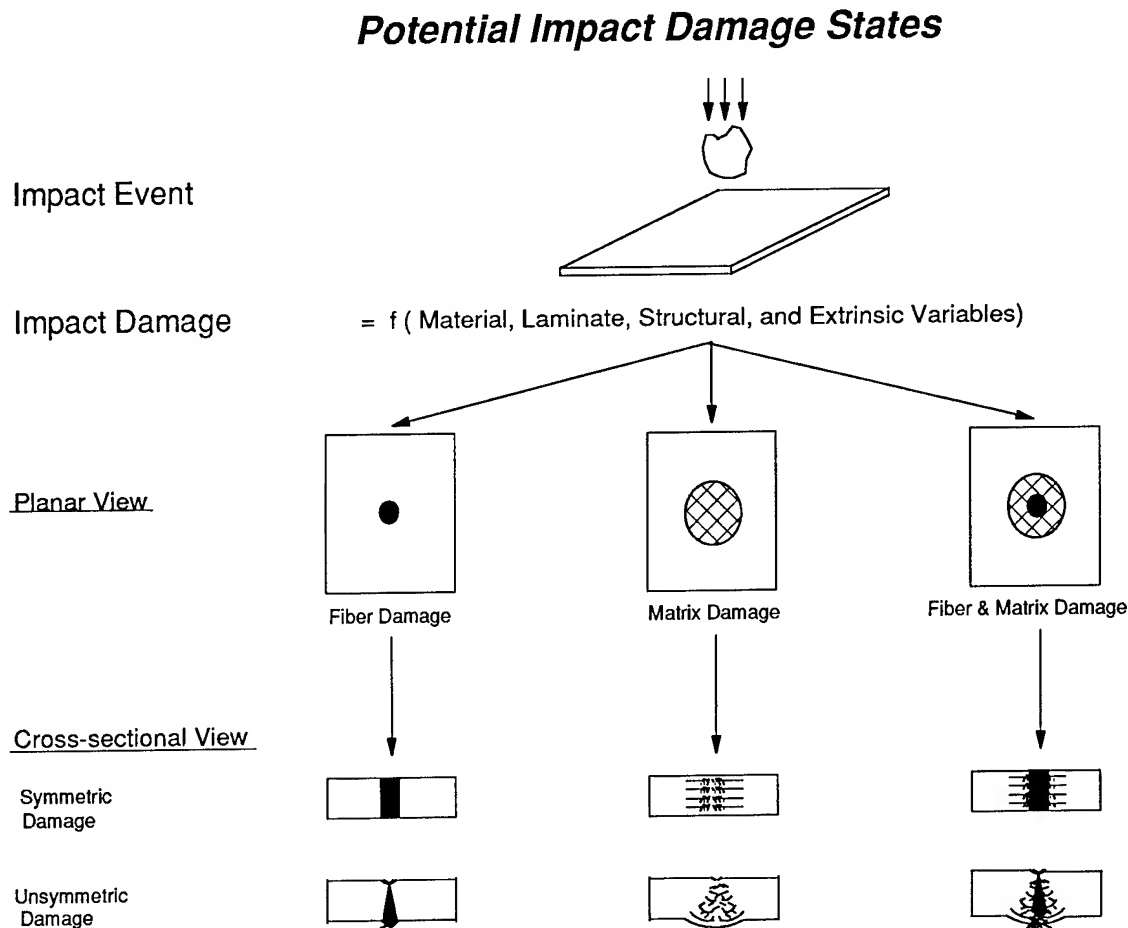 Potential Impact Damage States
Impact Event
Impact Damage
= f ( Material, Laminate, Structural, and Extrinsic Variables)
Planar View
Fiber Damage
Matrix Damage
Fiber & Matrix Damage
Cross-sectional View
Symmetric
Damage
Unsymmetric
Damage